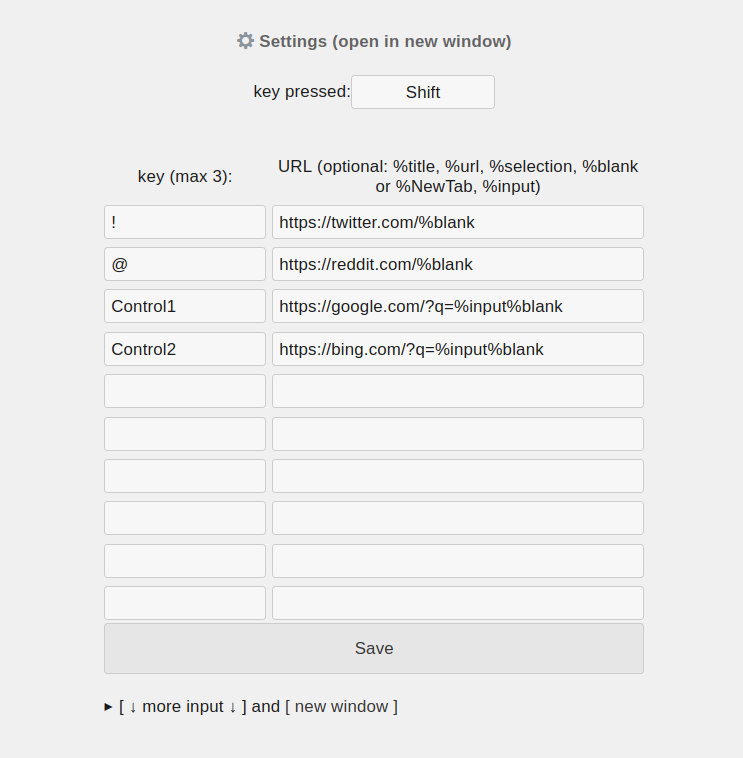 Settings (open in new window)
key pressed: Shift
key (max 3):
URL (optional: %title, %url, %selection, %blank
or %NewTab, %input)
! https://twitter.com/%blank
@ https://reddit.com/%blank
Control1 https://google.com/?q=%input%blank
Control2 https://bing.com/?q=%input%blank
Save
▸ [ ↓ more input ↓ ] and [ new window ]